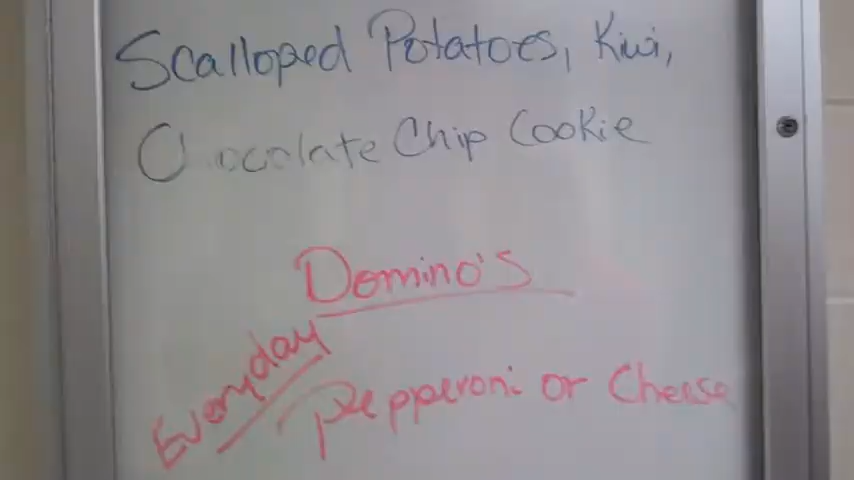 Scalloped Potatoes, Kiwi,
Chocolate Chip Cookie
Domino's
Everyday
Pepperoni or Cheese